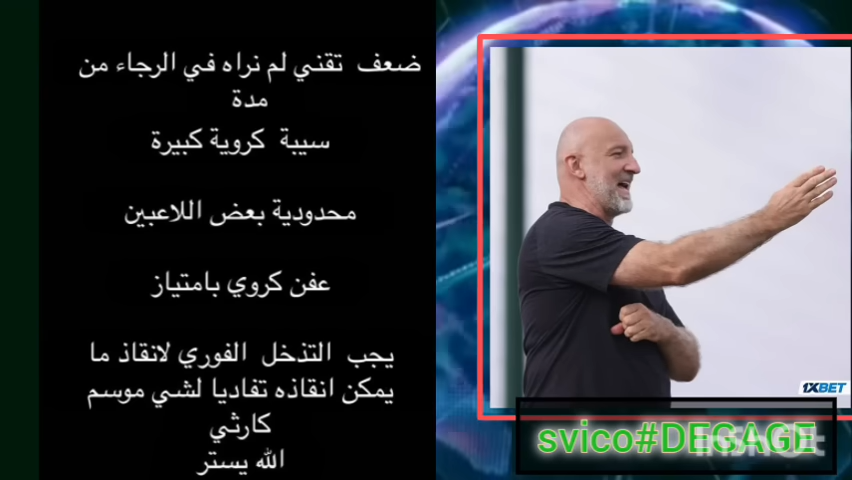 ضعف تقني لم نراه في الرجاء من
مدة
سيبة كروية كبيرة
محدودية بعض اللاعبين
عفن كروي بامتياز
يجب التذخل الفوري لانقاذ ما
يمكن انقاذه تفاديا لشي موسم
كارثي
الله يستر
1XBET
svico#DEGAGE